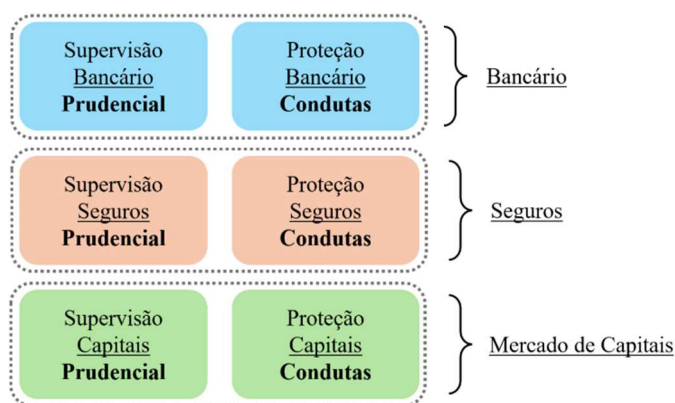 Supervisão
Bancário
Prudencial
Proteção
Bancário
Condutas
Bancário
Supervisão
Seguros
Prudencial
Proteção
Seguros
Condutas
Seguros
Supervisão
Capitais
Prudencial
Proteção
Capitais
Condutas
Mercado de Capitais